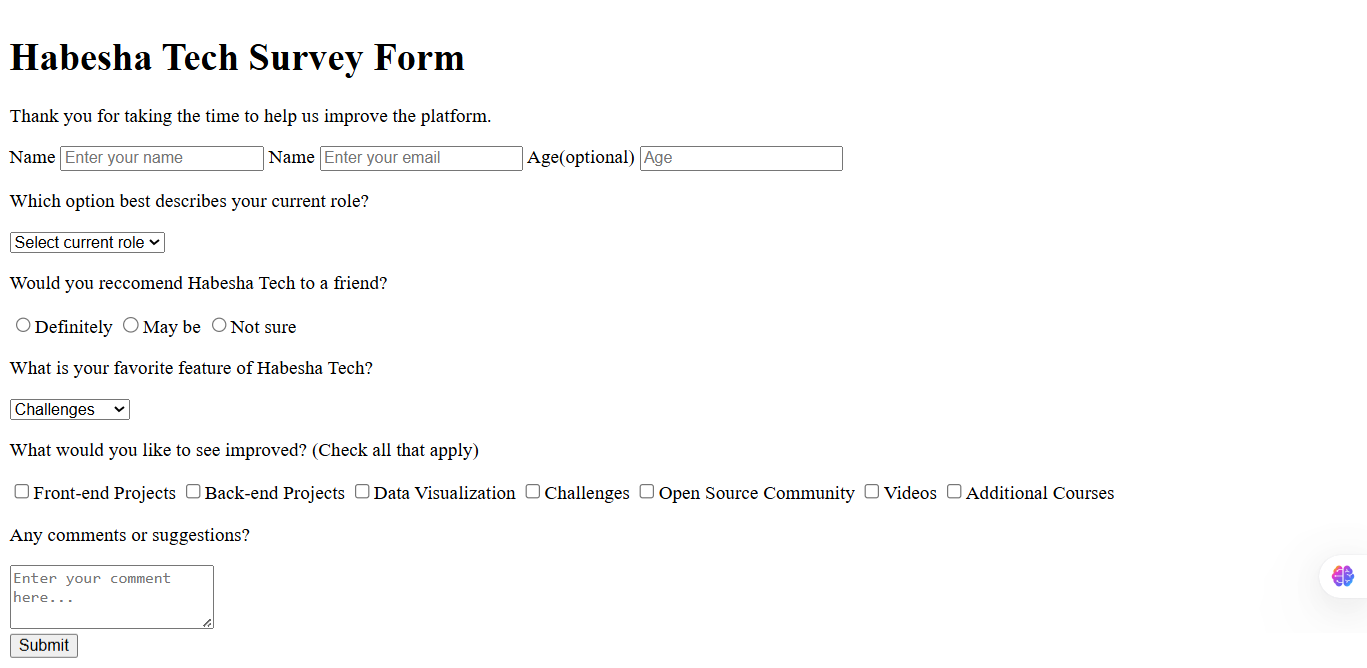 Habesha Tech Survey Form
Thank you for taking the time to help us improve the platform.
Name Enter your name Name Enter your email Age(optional) Age
Which option best describes your current role?
Select current role
Would you reccomend Habesha Tech to a friend?
Definitely May be Not sure
What is your favorite feature of Habesha Tech?
Challenges
What would you like to see improved? (Check all that apply)
Front-end Projects Back-end Projects Data Visualization Challenges Open Source Community Videos Additional Courses
Any comments or suggestions?
Enter your comment
here...
Submit